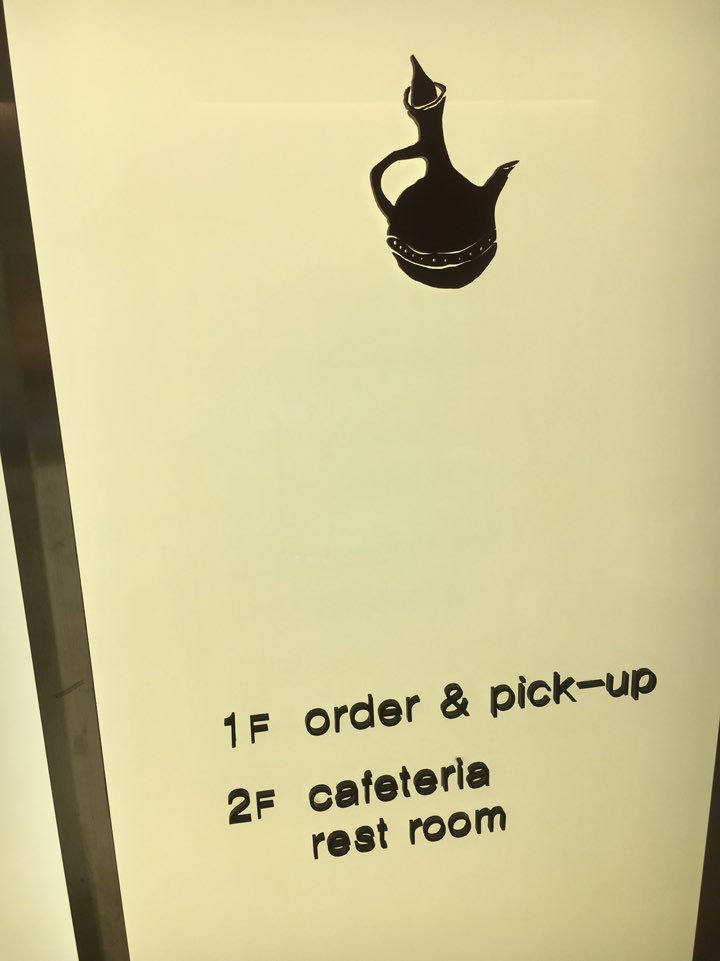 1F order & pick-up
2F cafeteria
rest room